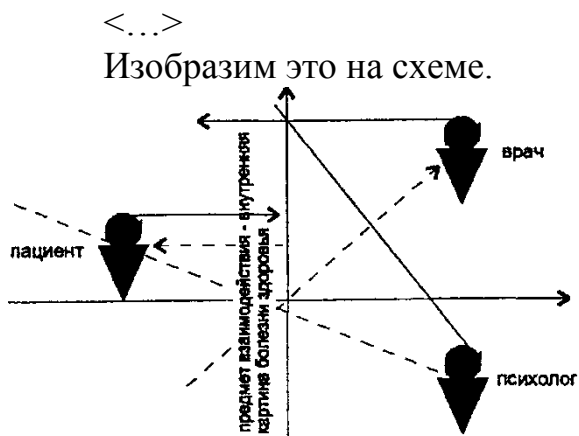 <…>
Изобразим это на схеме.
врач
пациент
предмет взаимодействия - внутренняя
картина болезни здоровья
психолог